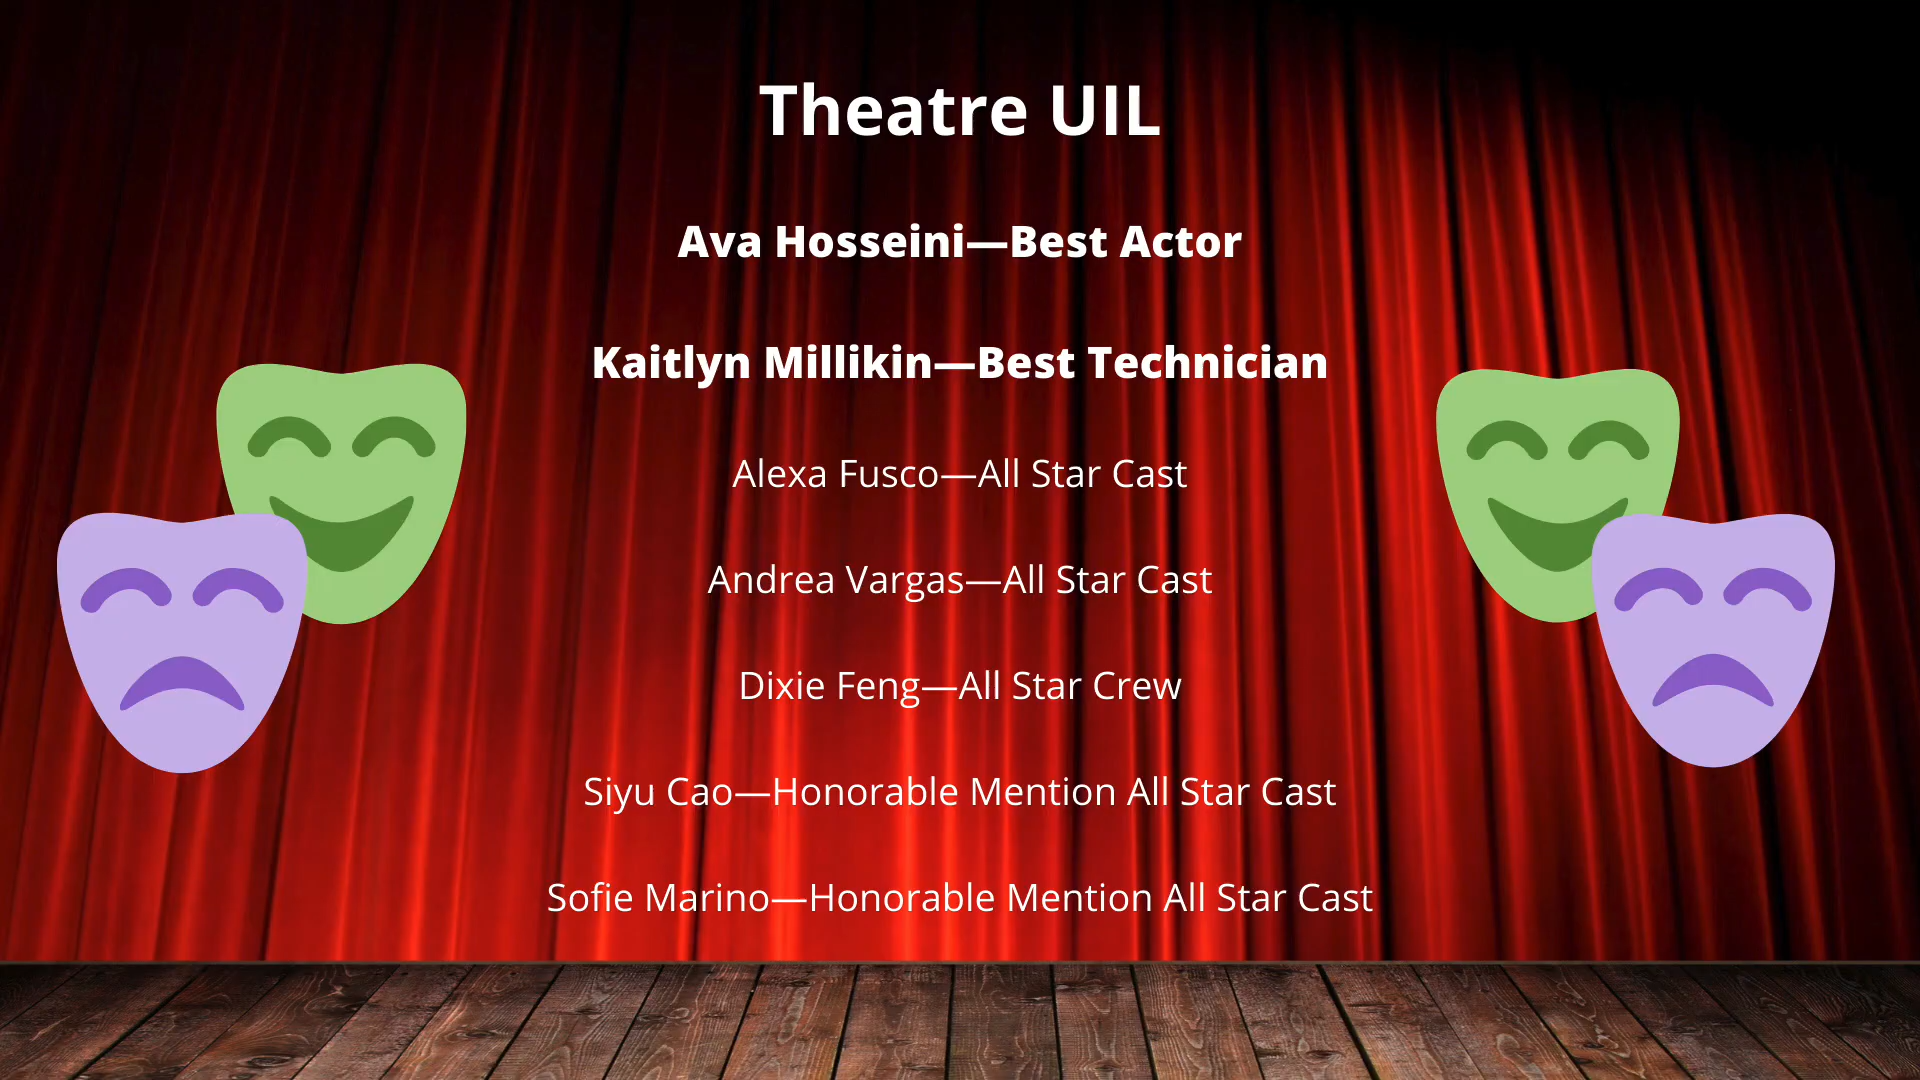 Theatre UIL
Ava Hosseini—Best Actor
Kaitlyn Millikin—Best Technician
Alexa Fusco—All Star Cast
Andrea Vargas—All Star Cast
Dixie Feng—All Star Crew
Siyu Cao—Honorable Mention All Star Cast
Sofie Marino—Honorable Mention All Star Cast